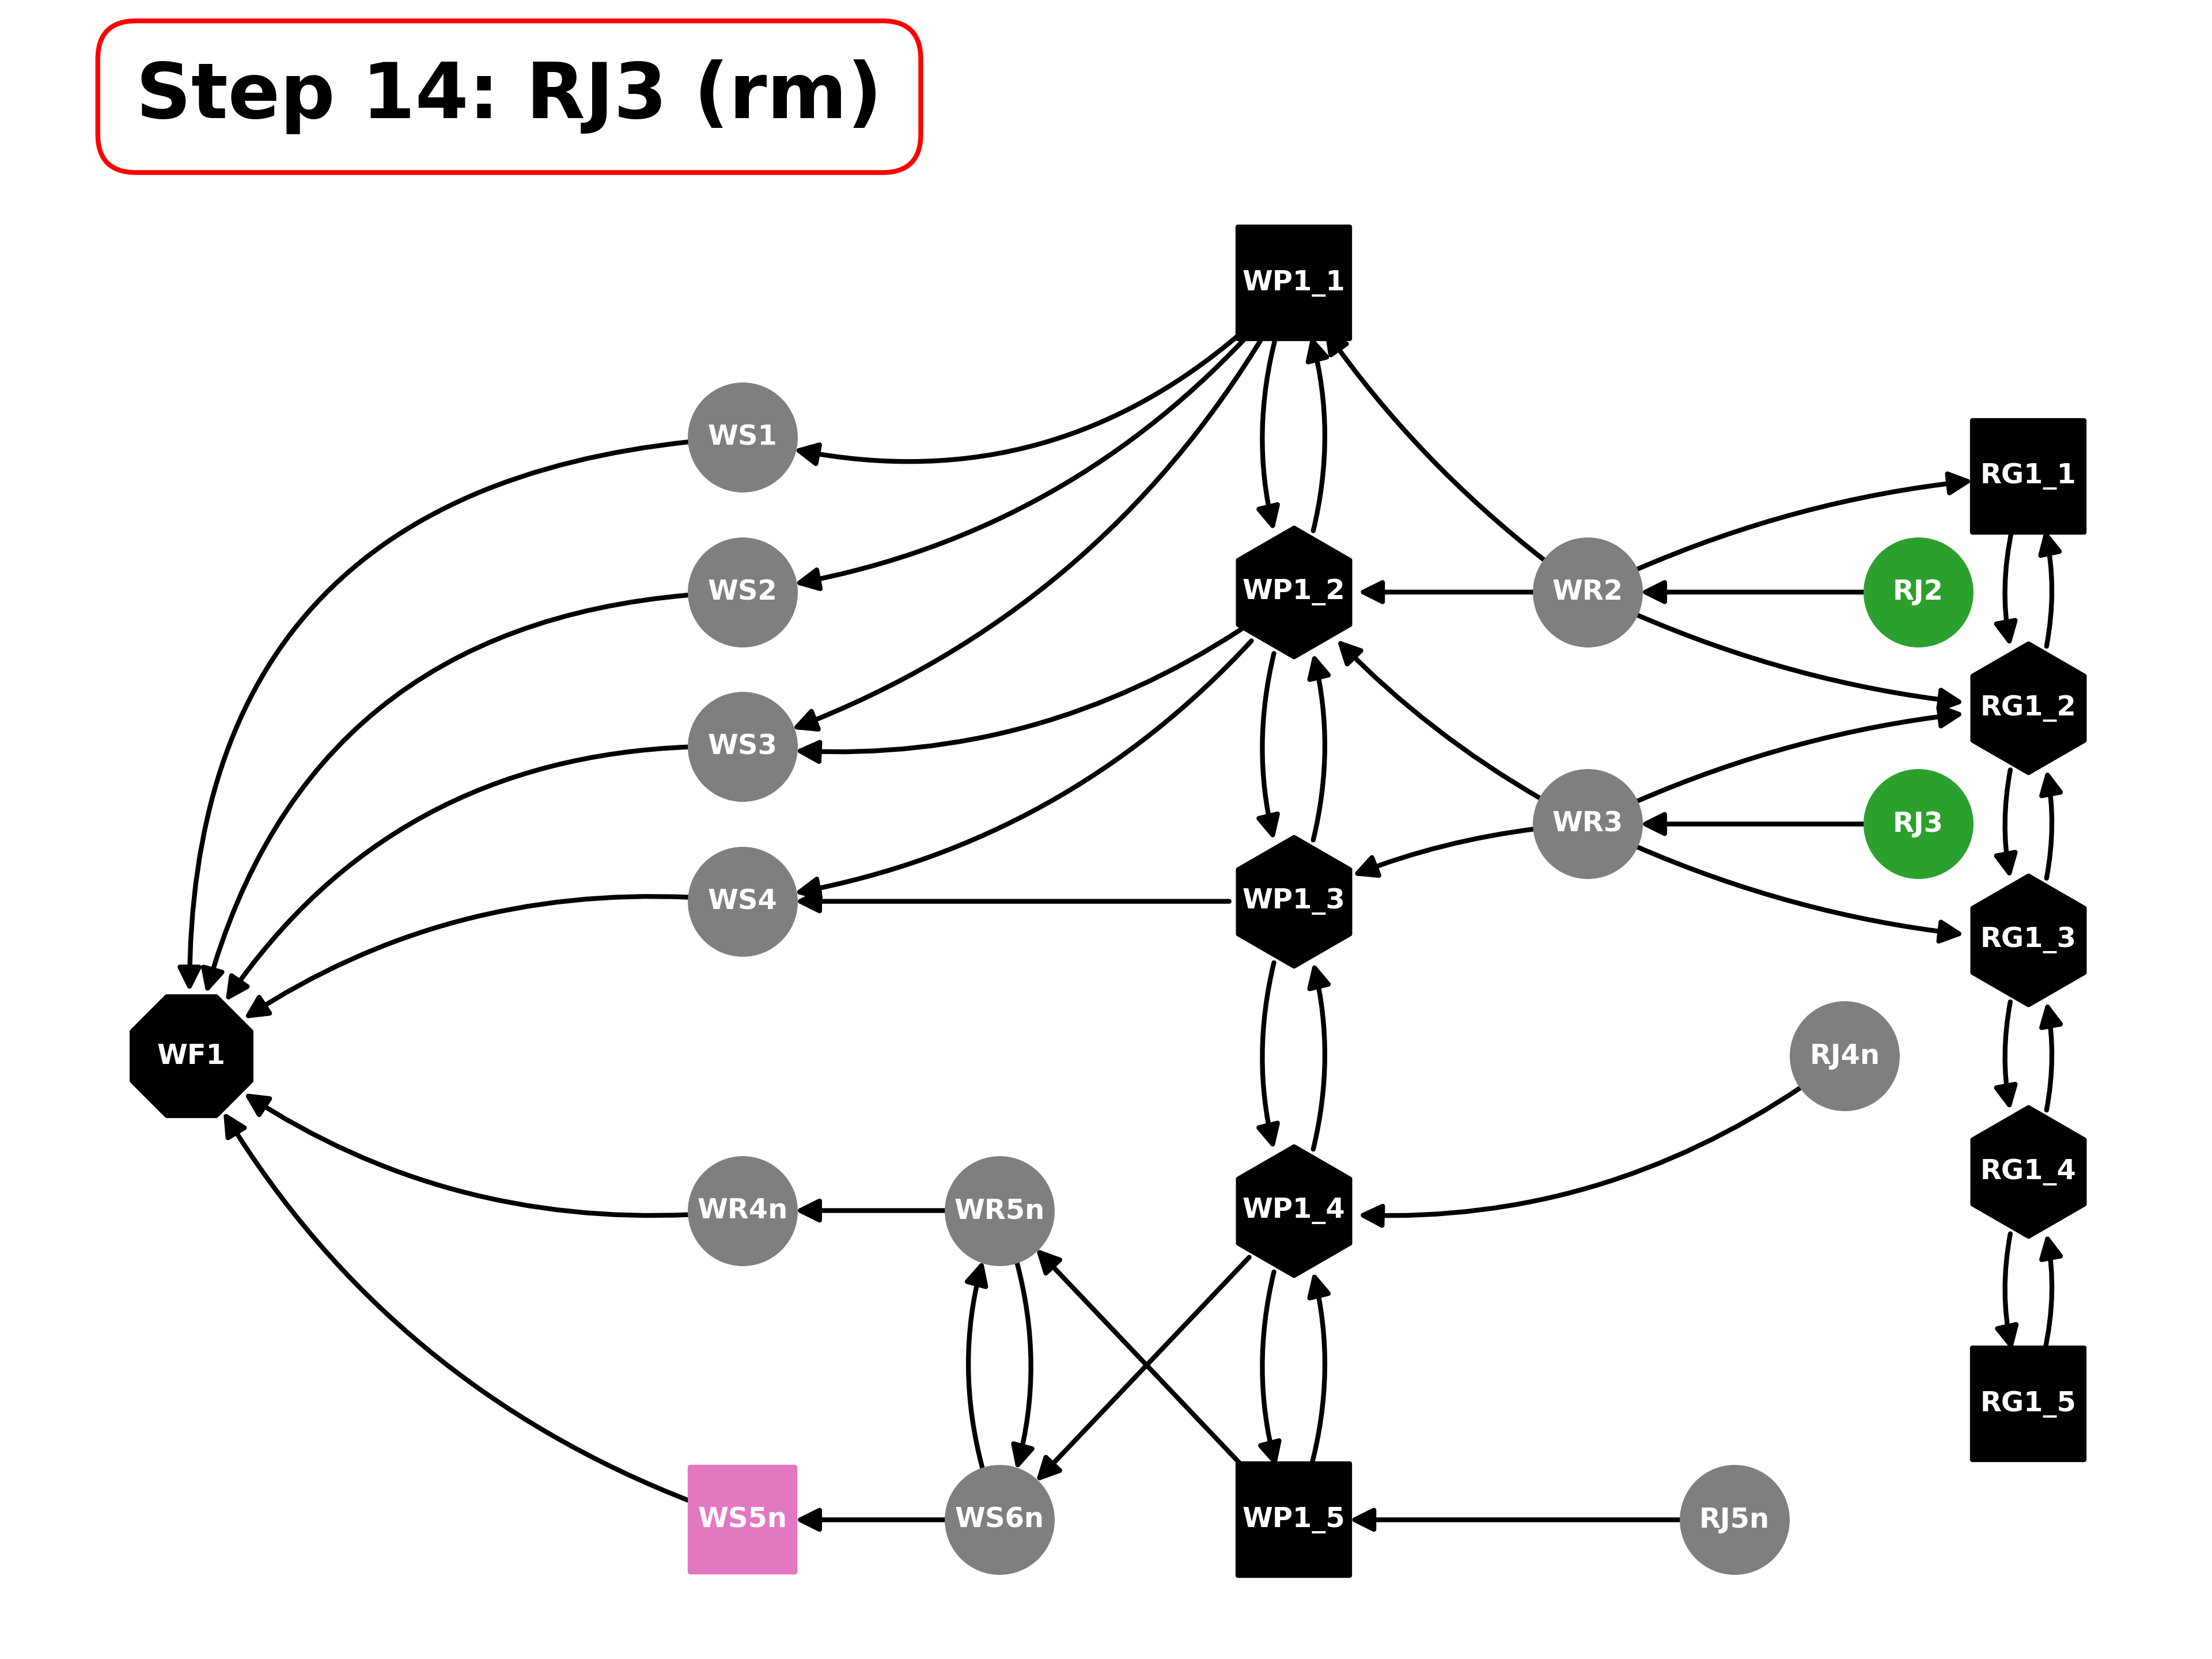 Step 14: RJ3 (rm)
WP1_1
WS1
RG1_1
WS2
WP1_2
WR2
RJ2
RG1_2
WS3
WR3
RJ3
WS4
WP1_3
RG1_3
WF1
RJ4n
RG1_4
WR4n
WR5n
WP1_4
RG1_5
WS5n
WS6n
WP1_5
RJ5n